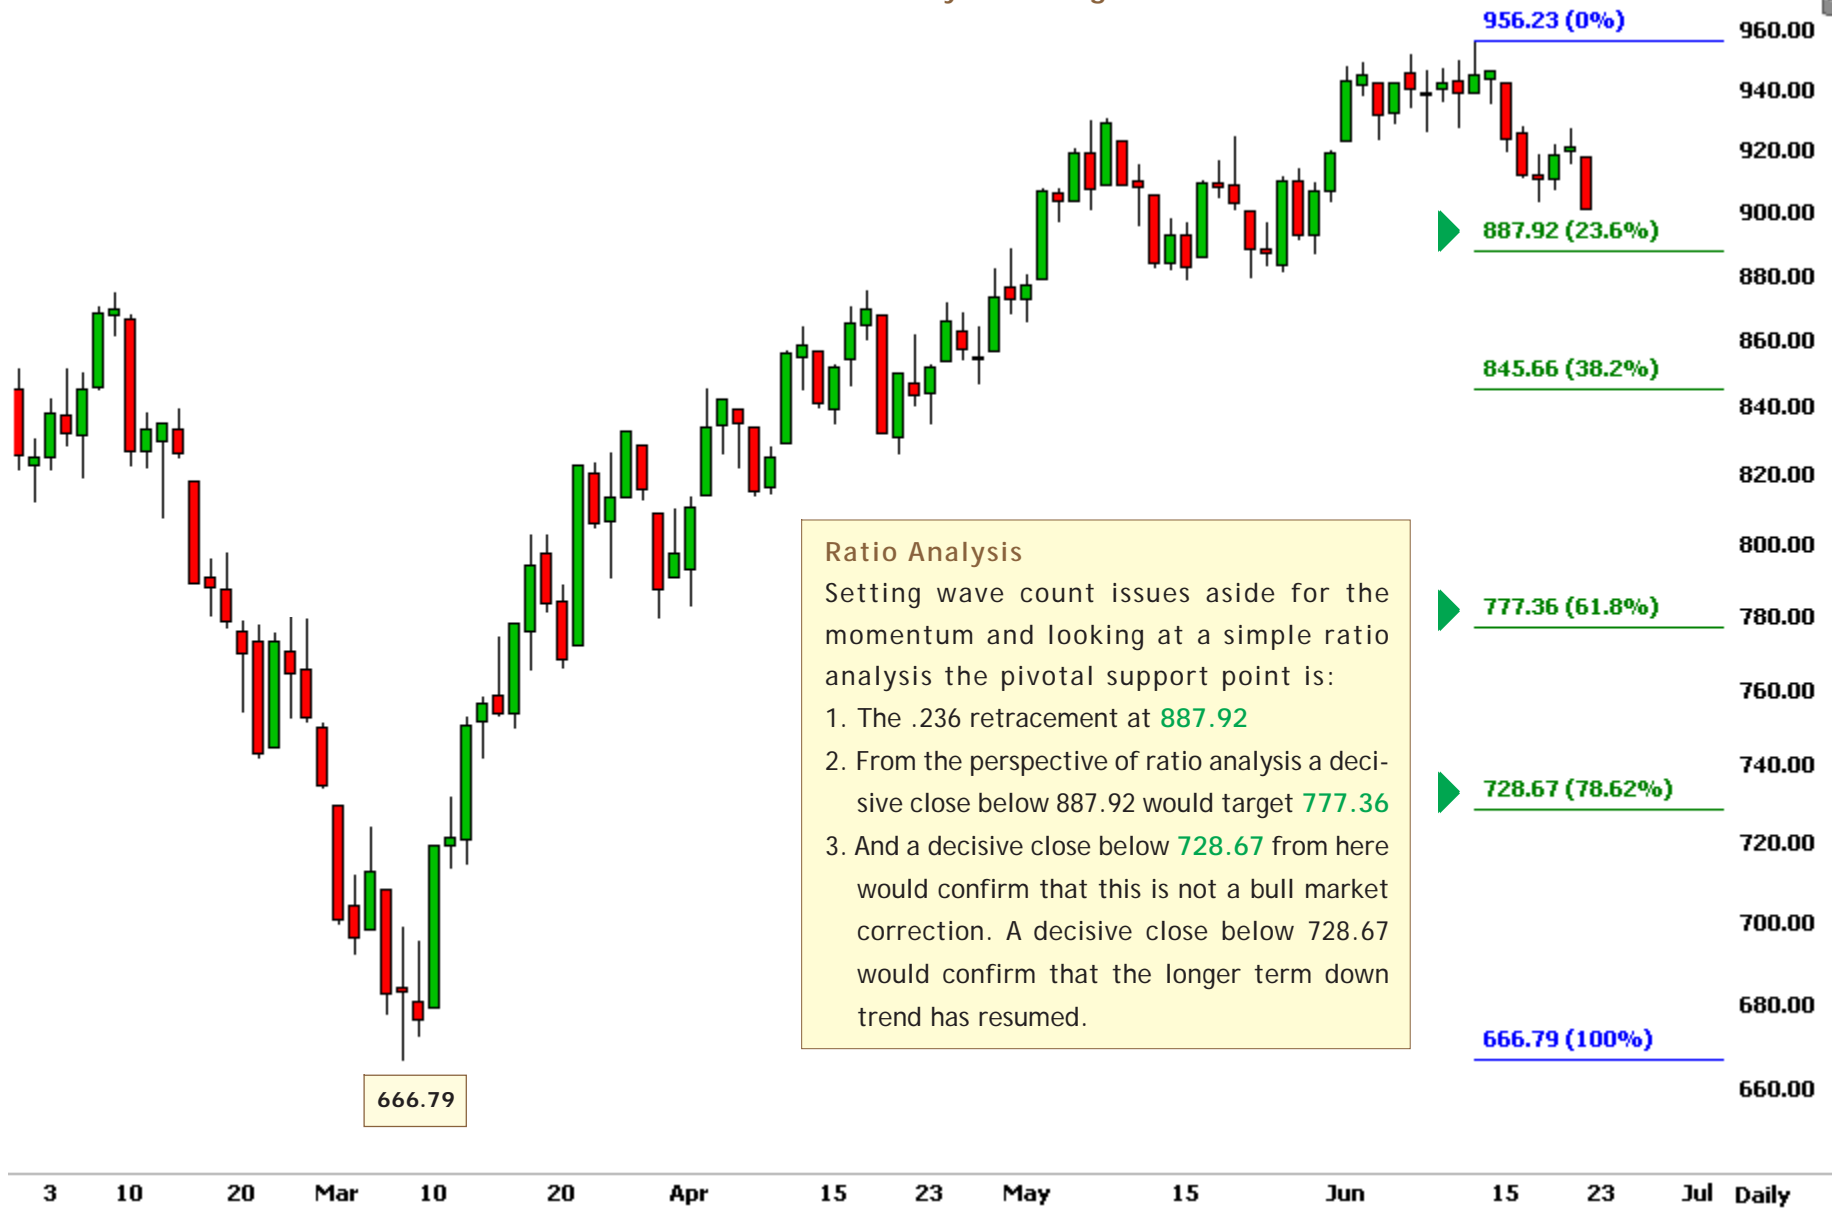 956.23 (0%)
960.00
940.00
920.00
900.00
887.92 (23.6%)
880.00
860.00
845.66 (38.2%)
840.00
820.00
800.00
Ratio Analysis
Setting wave count issues aside for the
momentum and looking at a simple ratio
analysis the pivotal support point is:
1. The .236 retracement at 887.92
2. From the perspective of ratio analysis a deci-
sive close below 887.92 would target 777.36
3. And a decisive close below 728.67 from here
would confirm that this is not a bull market
correction. A decisive close below 728.67
would confirm that the longer term down
trend has resumed.
777.36 (61.8%)
780.00
760.00
740.00
728.67 (78.62%)
720.00
700.00
680.00
666.79 (100%)
660.00
666.79
3 10 20 Mar 10 20 Apr 15 23 May 15 Jun 15 23 Jul Daily